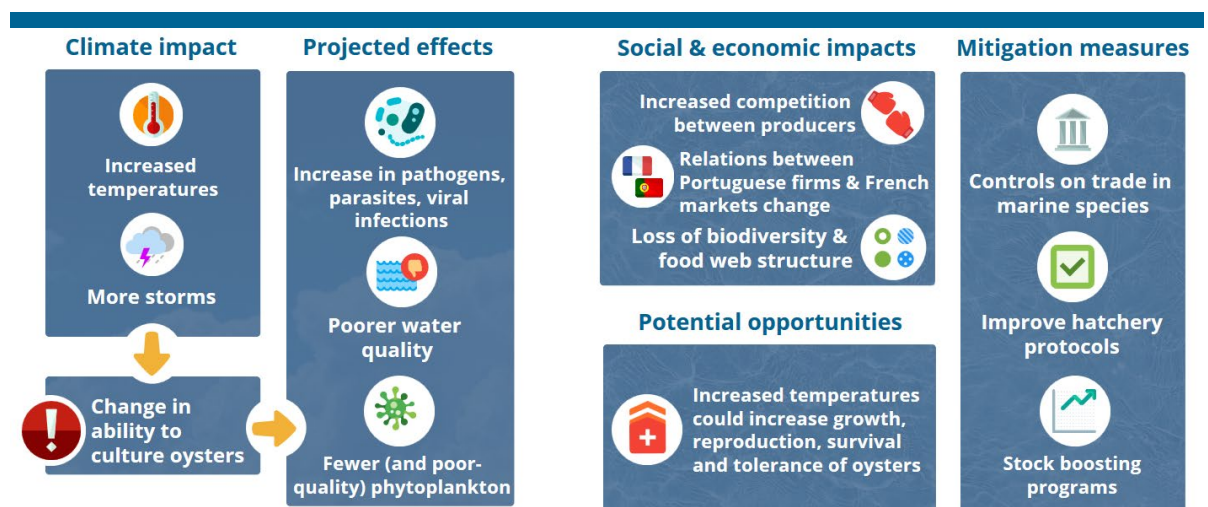 Climate impact
Increased
temperatures
More storms
Change in
ability to
culture oysters
Projected effects
Increase in pathogens,
parasites, viral
infections
Poorer water
quality
Fewer (and poor-
quality) phytoplankton
Social & economic impacts
Increased competition
between producers
Relations between
Portuguese firms & French
markets change
Loss of biodiversity &
food web structure
Potential opportunities
Increased temperatures
could increase growth,
reproduction, survival
and tolerance of oysters
Mitigation measures
Controls on trade in
marine species
Improve hatchery
protocols
Stock boosting
programs